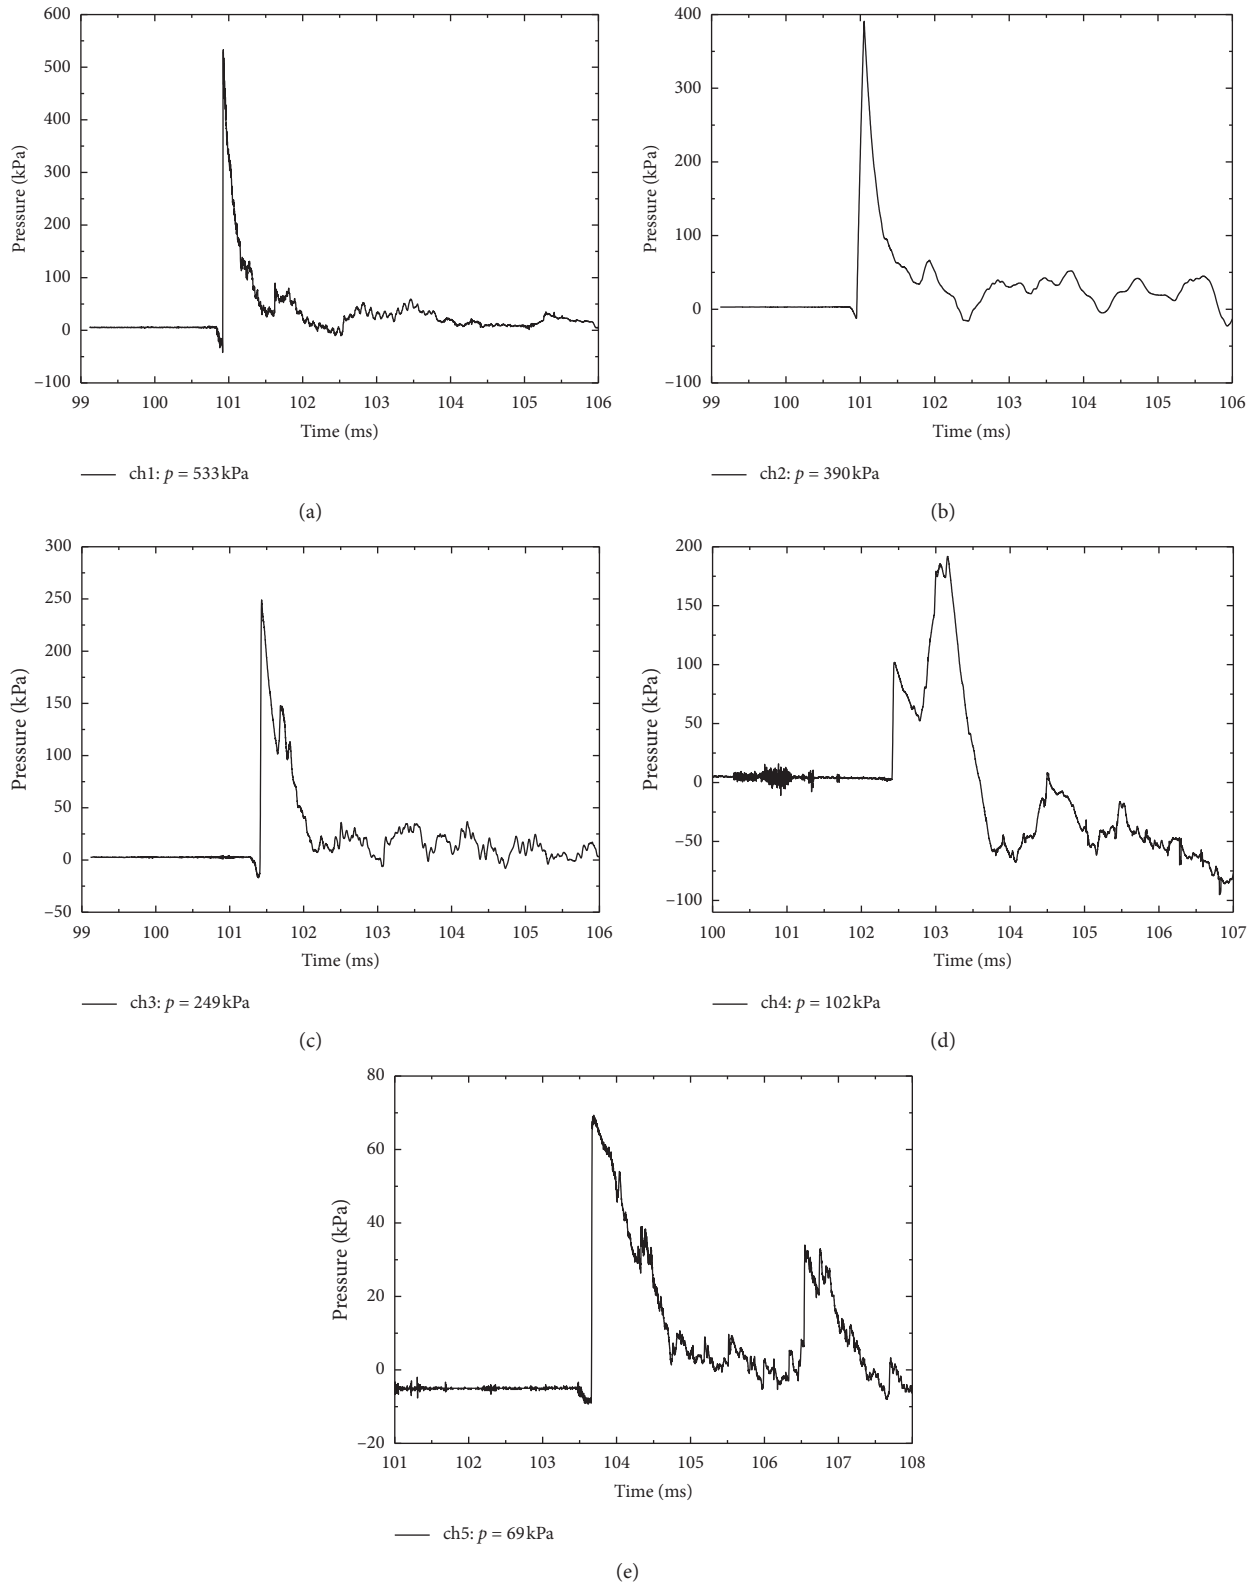 600
500
400
300
200
100
0
–100
Pressure (kPa)
99 100 101 102 103 104 105 106
Time (ms)
ch1: p = 533 kPa
(a)
400
300
200
100
0
–100
Pressure (kPa)
99 100 101 102 103 104 105 106
Time (ms)
ch2: p = 390 kPa
(b)
300
250
200
150
100
50
0
–50
Pressure (kPa)
99 100 101 102 103 104 105 106
Time (ms)
ch3: p = 249 kPa
(c)
200
150
100
50
0
–50
–100
Pressure (kPa)
100 101 102 103 104 105 106 107
Time (ms)
ch4: p = 102 kPa
(d)
80
60
40
20
0
–20
Pressure (kPa)
101 102 103 104 105 106 107 108
Time (ms)
ch5: p = 69 kPa
(e)